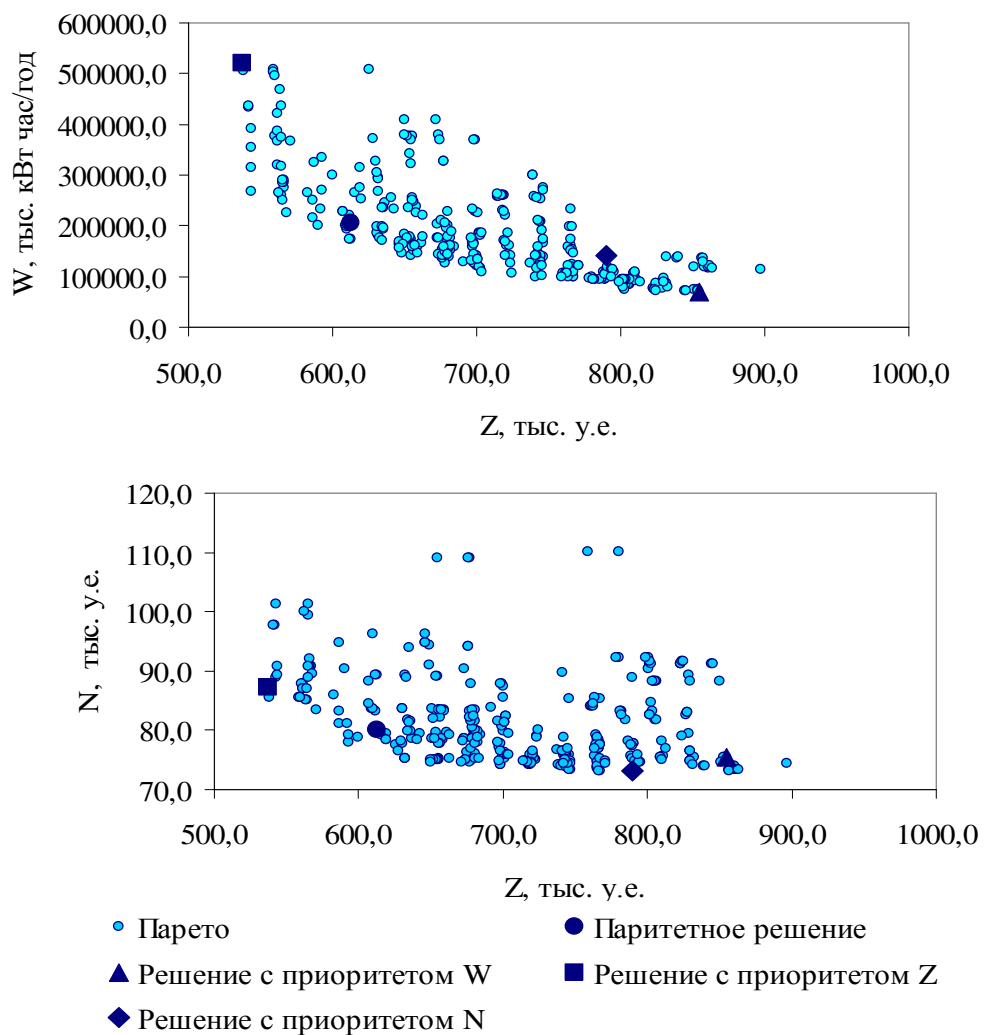 600000,0
500000,0
400000,0
300000,0
200000,0
100000,0
0,0
W, тыс. кВт час/год
500,0 600,0 700,0 800,0 900,0 1000,0
Z, тыс. у.е.
120,0
110,0
100,0
90,0
80,0
70,0
N, тыс. у.е.
500,0 600,0 700,0 800,0 900,0 1000,0
Z, тыс. у.е.
Парето Паритетное решение
Решение с приоритетом W Решение с приоритетом Z
Решение с приоритетом N